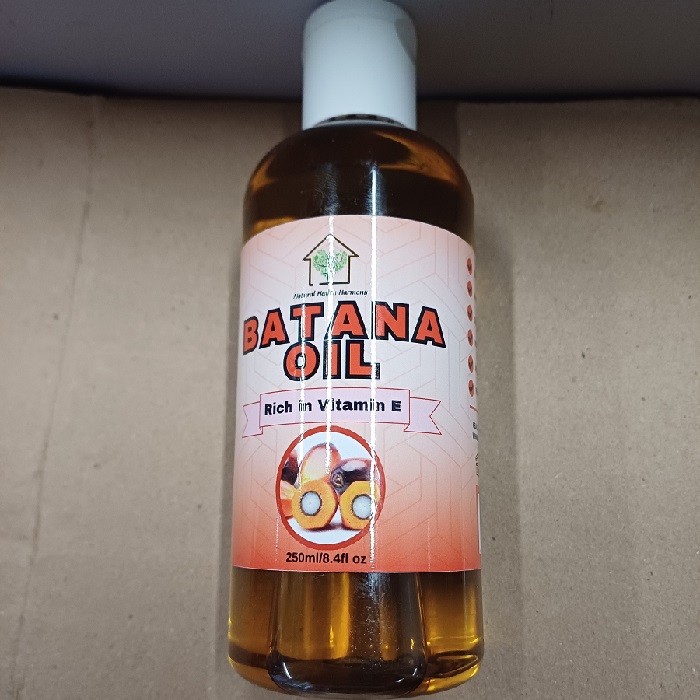 Natural Health Harmony
BATANA
OIL
Rich in Vitamin E
250ml/8.4fl oz